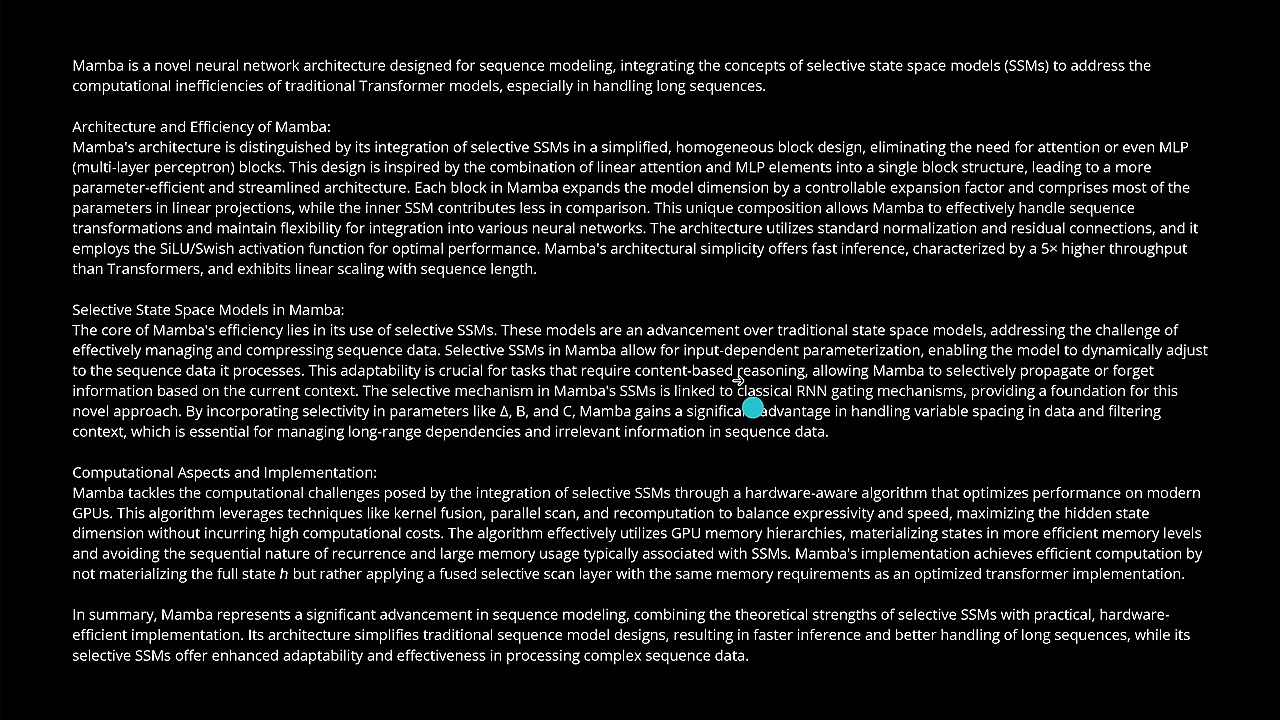 Mamba is a novel neural network architecture designed for sequence modeling, integrating the concepts of selective state space models (SSMs) to address the
computational inefficiencies of traditional Transformer models, especially in handling long sequences.
Architecture and Efficiency of Mamba:
Mamba's architecture is distinguished by its integration of selective SSMs in a simplified, homogeneous block design, eliminating the need for attention or even MLP
(multi-layer perceptron) blocks. This design is inspired by the combination of linear attention and MLP elements into a single block structure, leading to a more
parameter-efficient and streamlined architecture. Each block in Mamba expands the model dimension by a controllable expansion factor and comprises most of the
parameters in linear projections, while the inner SSM contributes less in comparison. This unique composition allows Mamba to effectively handle sequence
transformations and maintain flexibility for integration into various neural networks. The architecture utilizes standard normalization and residual connections, and it
employs the SiLU/Swish activation function for optimal performance. Mamba's architectural simplicity offers fast inference, characterized by a 5× higher throughput
than Transformers, and exhibits linear scaling with sequence length.
Selective State Space Models in Mamba:
The core of Mamba's efficiency lies in its use of selective SSMs. These models are an advancement over traditional state space models, addressing the challenge of
effectively managing and compressing sequence data. Selective SSMs in Mamba allow for input-dependent parameterization, enabling the model to dynamically adjust
to the sequence data it processes. This adaptability is crucial for tasks that require content-based reasoning, allowing Mamba to selectively propagate or forget
information based on the current context. The selective mechanism in Mamba's SSMs is linked to classical RNN gating mechanisms, providing a foundation for this
novel approach. By incorporating selectivity in parameters like Δ, B, and C, Mamba gains a significant advantage in handling variable spacing in data and filtering
context, which is essential for managing long-range dependencies and irrelevant information in sequence data.
Computational Aspects and Implementation:
Mamba tackles the computational challenges posed by the integration of selective SSMs through a hardware-aware algorithm that optimizes performance on modern
GPUs. This algorithm leverages techniques like kernel fusion, parallel scan, and recomputation to balance expressivity and speed, maximizing the hidden state
dimension without incurring high computational costs. The algorithm effectively utilizes GPU memory hierarchies, materializing states in more efficient memory levels
and avoiding the sequential nature of recurrence and large memory usage typically associated with SSMs. Mamba's implementation achieves efficient computation by
not materializing the full state h but rather applying a fused selective scan layer with the same memory requirements as an optimized transformer implementation.
In summary, Mamba represents a significant advancement in sequence modeling, combining the theoretical strengths of selective SSMs with practical, hardware-
efficient implementation. Its architecture simplifies traditional sequence model designs, resulting in faster inference and better handling of long sequences, while its
selective SSMs offer enhanced adaptability and effectiveness in processing complex sequence data.